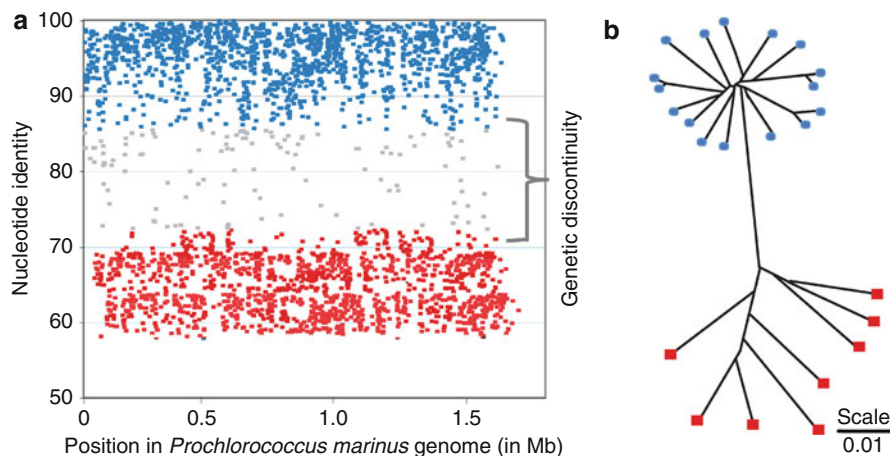 a
100
90
80
70
60
50
Nucleotide identity
0
0.5
1.0
1.5
Position in Prochlorococcus marinus genome (in Mb)
Genetic discontinuity
b
Scale
0.01